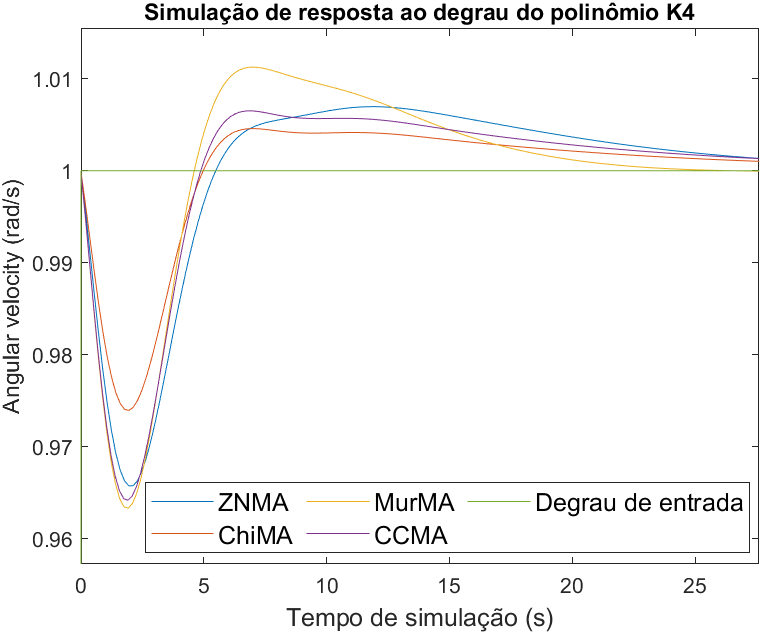 Simulação de resposta ao degrau do polinômio K4
Angular velocity (rad/s)
1.01
1
0.99
0.98
0.97
0.96
ZNMA MurMA Degrau de entrada
ChiMA CCMA
0 5 10 15 20 25
Tempo de simulação (s)